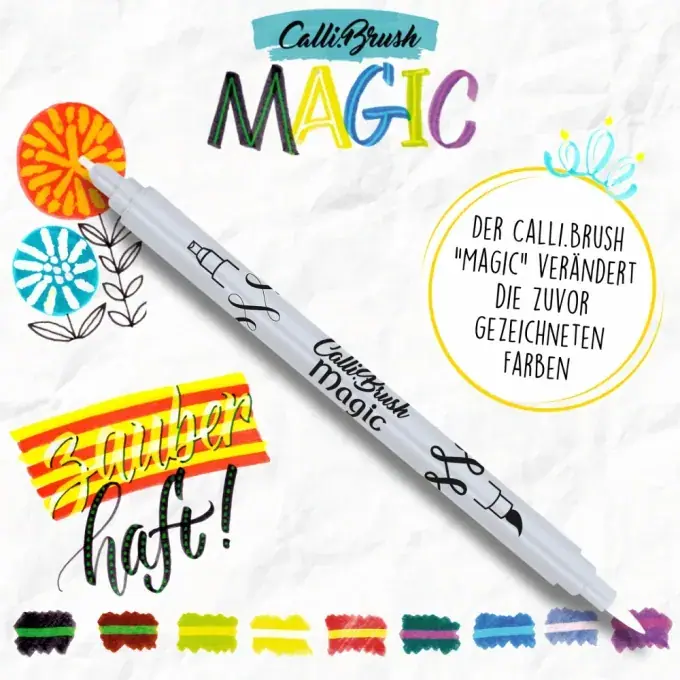 Calli.Brush
MAGIC
DER CALLI.BRUSH
"MAGIC" VERÄNDERT
DIE ZUVOR
GEZEICHNETEN
FARBEN
Calli.Brush
Magic
zauber
haft!